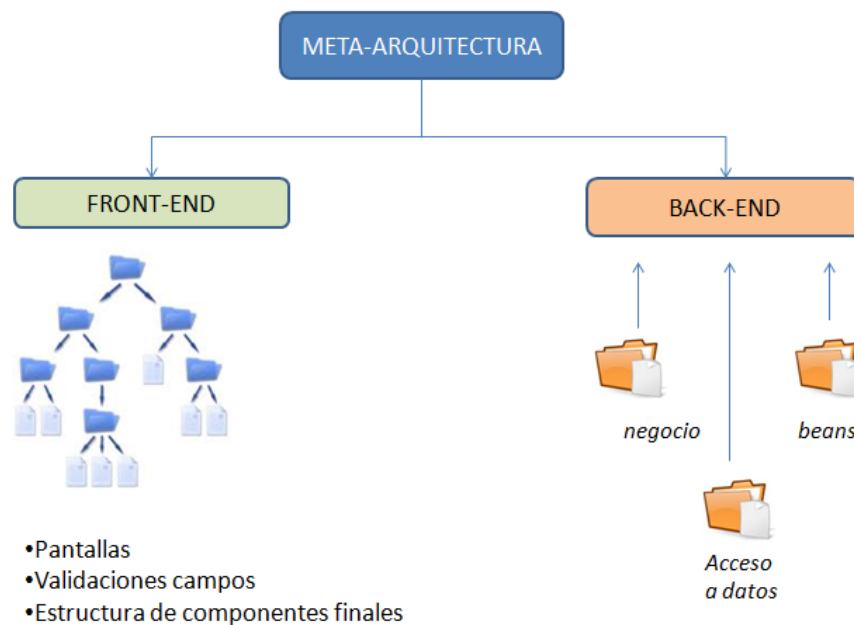 META-ARQUITECTURA
FRONT-END
BACK-END
negocio
beans
Acceso
a datos
•Pantallas
•Validaciones campos
•Estructura de componentes finales